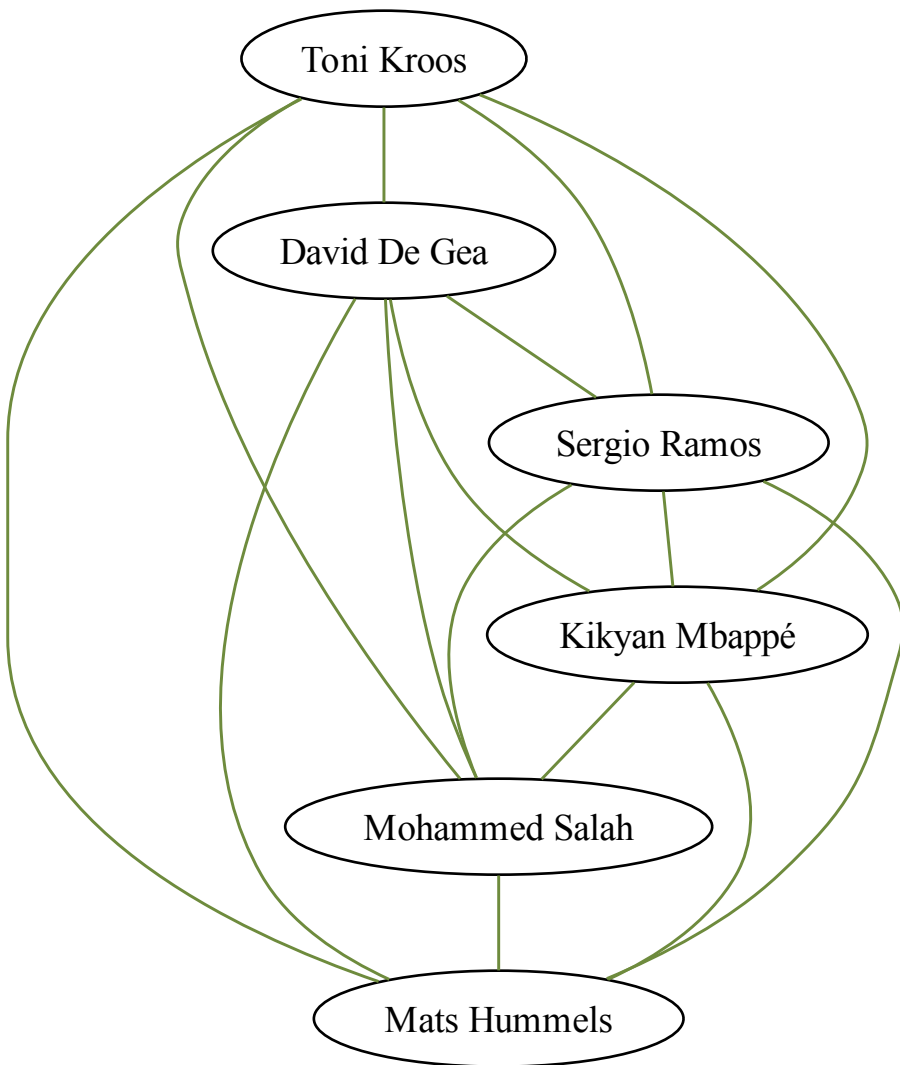 Toni Kroos
David De Gea
Sergio Ramos
Kikyan Mbappé
Mohammed Salah
Mats Hummels